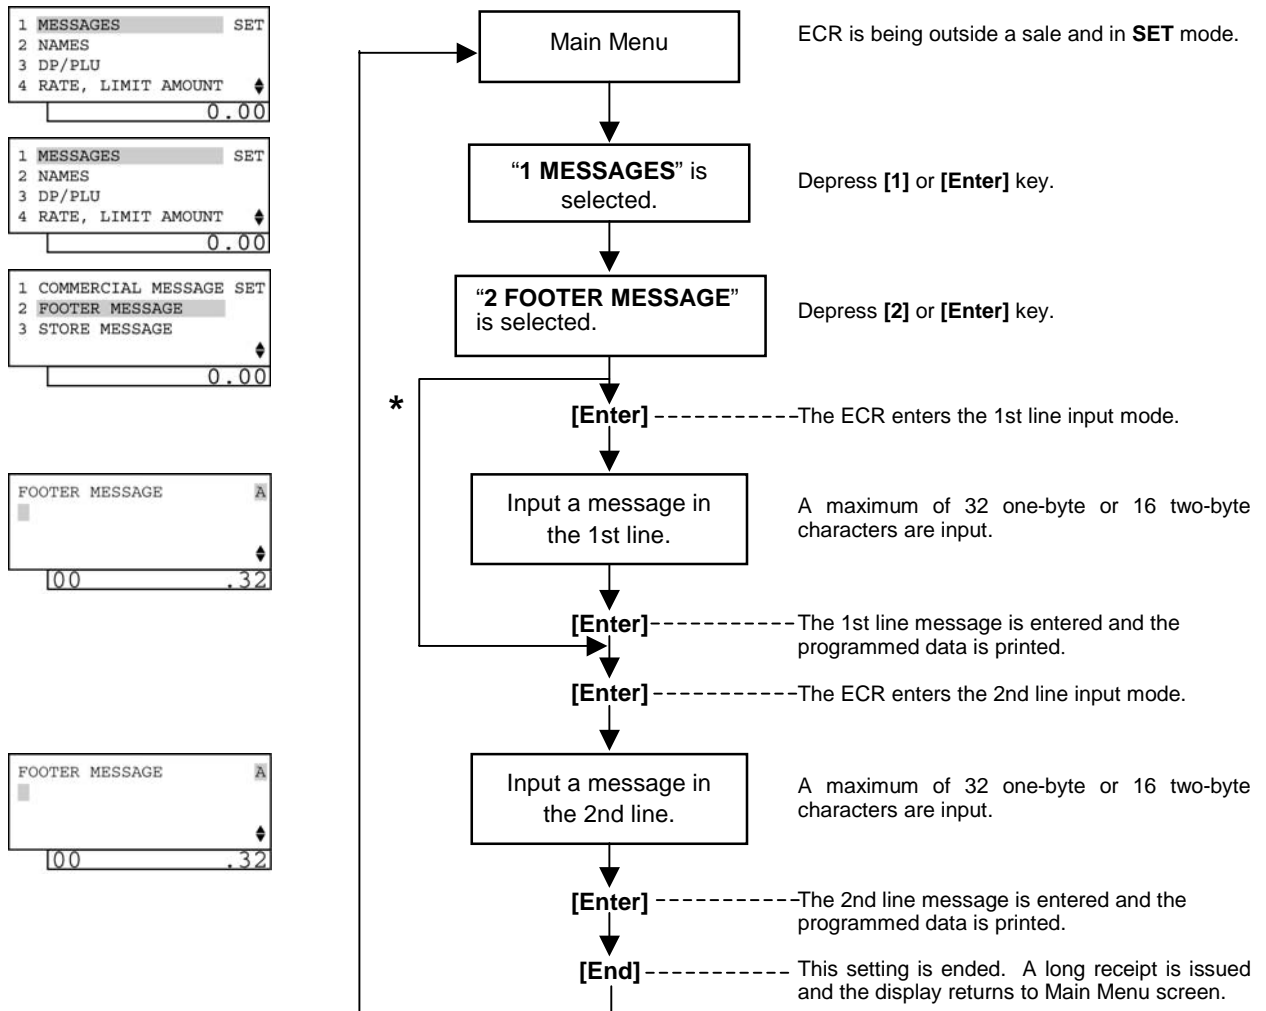 1 MESSAGES SET
2 NAMES
3 DP/PLU
4 RATE, LIMIT AMOUNT
0.00
Main Menu
ECR is being outside a sale and in SET mode.
1 MESSAGES SET
2 NAMES
3 DP/PLU
4 RATE, LIMIT AMOUNT
0.00
“1 MESSAGES” is
selected.
Depress [1] or [Enter] key.
1 COMMERCIAL MESSAGE SET
2 FOOTER MESSAGE
3 STORE MESSAGE
0.00
“2 FOOTER MESSAGE”
is selected.
Depress [2] or [Enter] key.
*
[Enter]
The ECR enters the 1st line input mode.
FOOTER MESSAGE A
00 .32
Input a message in
the 1st line.
A maximum of 32 one-byte or 16 two-byte
characters are input.
[Enter]
The 1st line message is entered and the
programmed data is printed.
[Enter]
The ECR enters the 2nd line input mode.
FOOTER MESSAGE A
00 .32
Input a message in
the 2nd line.
A maximum of 32 one-byte or 16 two-byte
characters are input.
[Enter]
The 2nd line message is entered and the
programmed data is printed.
[End]
This setting is ended. A long receipt is issued
and the display returns to Main Menu screen.